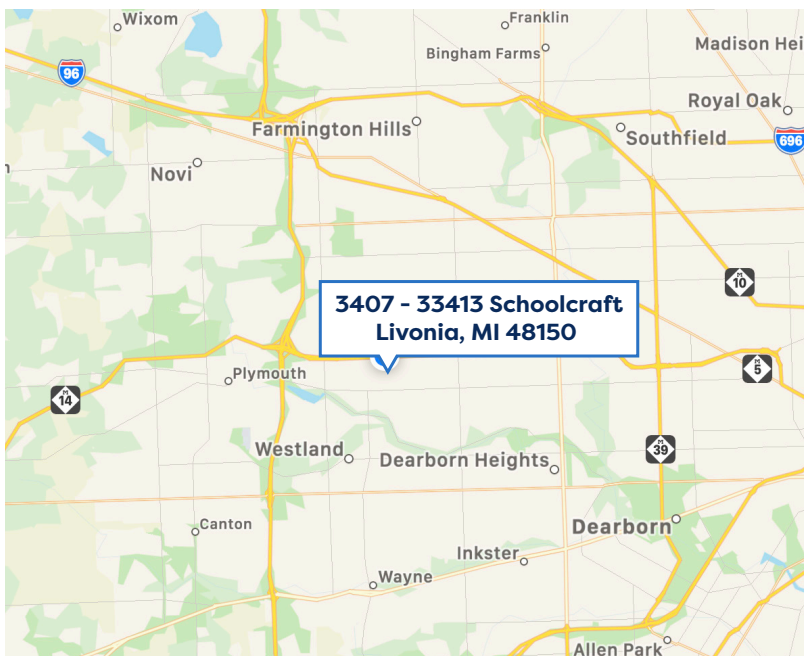 Wixom
Franklin
Bingham Farms
Madison Hei
96
Royal Oak
Farmington Hills
Southfield
696
Novi
M
10
3407 - 33413 Schoolcraft
Livonia, MI 48150
M
5
Plymouth
M
14
Westland
M
39
Dearborn Heights
Canton
Dearborn
Inkster
Wayne
Allen Park